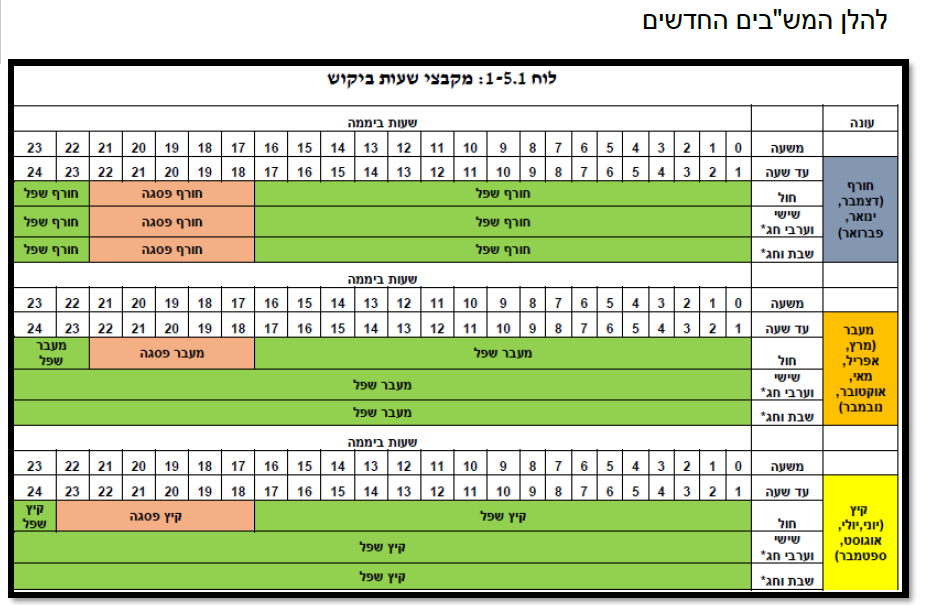 להלן המש"בים החדשים
לוח 1-5.1: מקבצי שעות ביקוש
עונה שעות ביממה
משעה 0 1 2 3 4 5 6 7 8 9 10 11 12 13 14 15 16 17 18 19 20 21 22 23
חורף (דצמבר, ינואר, פברואר)
עד שעה 1 2 3 4 5 6 7 8 9 10 11 12 13 14 15 16 17 18 19 20 21 22 23 24
חול חורף שפל חורף פסגה חורף שפל
שישי וערבי חג* חורף שפל חורף פסגה חורף שפל
שבת וחג* חורף שפל חורף פסגה חורף שפל
שעות ביממה
משעה 0 1 2 3 4 5 6 7 8 9 10 11 12 13 14 15 16 17 18 19 20 21 22 23
מעבר (מרץ, אפריל, מאי, אוקטובר, נובמבר)
עד שעה 1 2 3 4 5 6 7 8 9 10 11 12 13 14 15 16 17 18 19 20 21 22 23 24
חול מעבר שפל מעבר פסגה מעבר שפל
שישי וערבי חג* מעבר שפל
שבת וחג* מעבר שפל
שעות ביממה
משעה 0 1 2 3 4 5 6 7 8 9 10 11 12 13 14 15 16 17 18 19 20 21 22 23
קיץ (יוני,יולי, אוגוסט, ספטמבר)
עד שעה 1 2 3 4 5 6 7 8 9 10 11 12 13 14 15 16 17 18 19 20 21 22 23 24
חול קיץ שפל קיץ פסגה קיץ שפל
שישי וערבי חג* קיץ שפל
שבת וחג* קיץ שפל